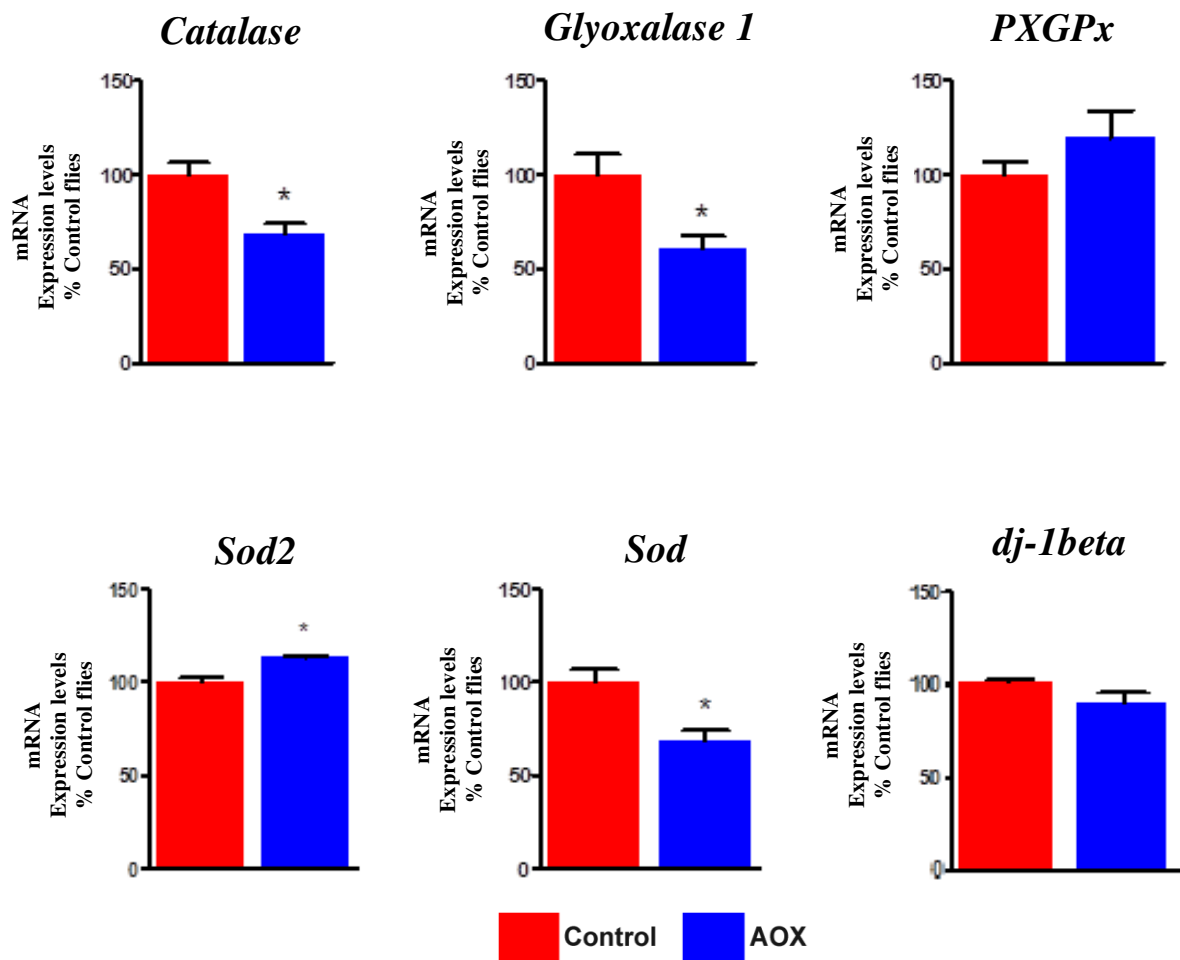 Catalase
Glyoxalase 1
PXGPx
150
100
50
0
mRNA
Expression levels
% Control flies
*
150
100
50
0
mRNA
Expression levels
% Control flies
*
150
100
50
0
mRNA
Expression levels
% Control flies
Sod2
Sod
dj-1beta
150
100
50
0
mRNA
Expression levels
% Control flies
*
150
100
50
0
mRNA
Expression levels
% Control flies
*
150
100
50
0
mRNA
Expression levels
% Control flies
Control
AOX